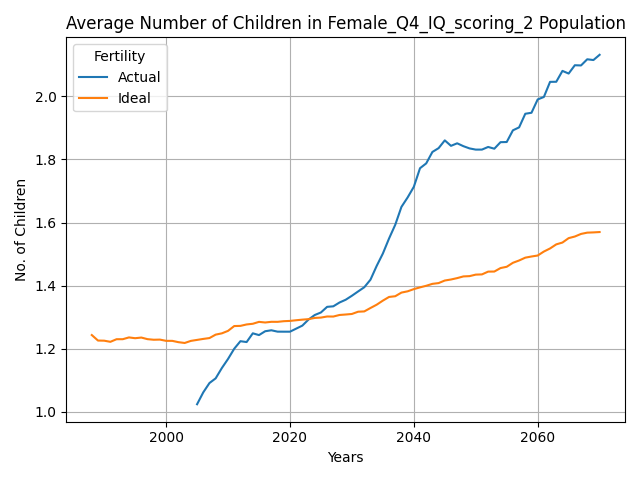 Average Number of Children in Female_Q4_IQ_scoring_2 Population
Fertility
Actual
Ideal
No. of Children
2.0
1.8
1.6
1.4
1.2
1.0
2000
2020
2040
2060
Years